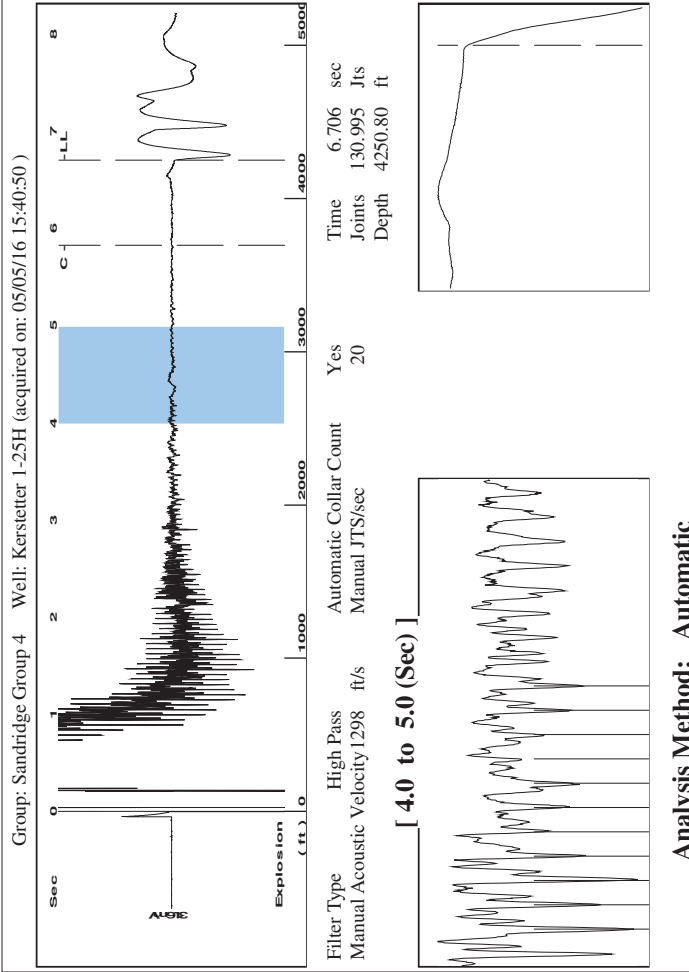 Group: Sandridge Group 4 Well: Kerstetter 1-25H (acquired on: 05/05/16 15:40:50 )
Sec 0 1 2 3 4 5 6 7 8
C
LL
Explosion
( ft ) 0 1000 2000 3000 4000 5000
Filter Type High Pass Automatic Collar Count Yes Time 6.706 sec
Manual Acoustic Velocity1298 ft/s Manual JTS/sec 20 Joints 130.995 Jts
Depth 4250.80 ft
[ 4.0 to 5.0 (Sec) ]
Analysis Method: Automatic